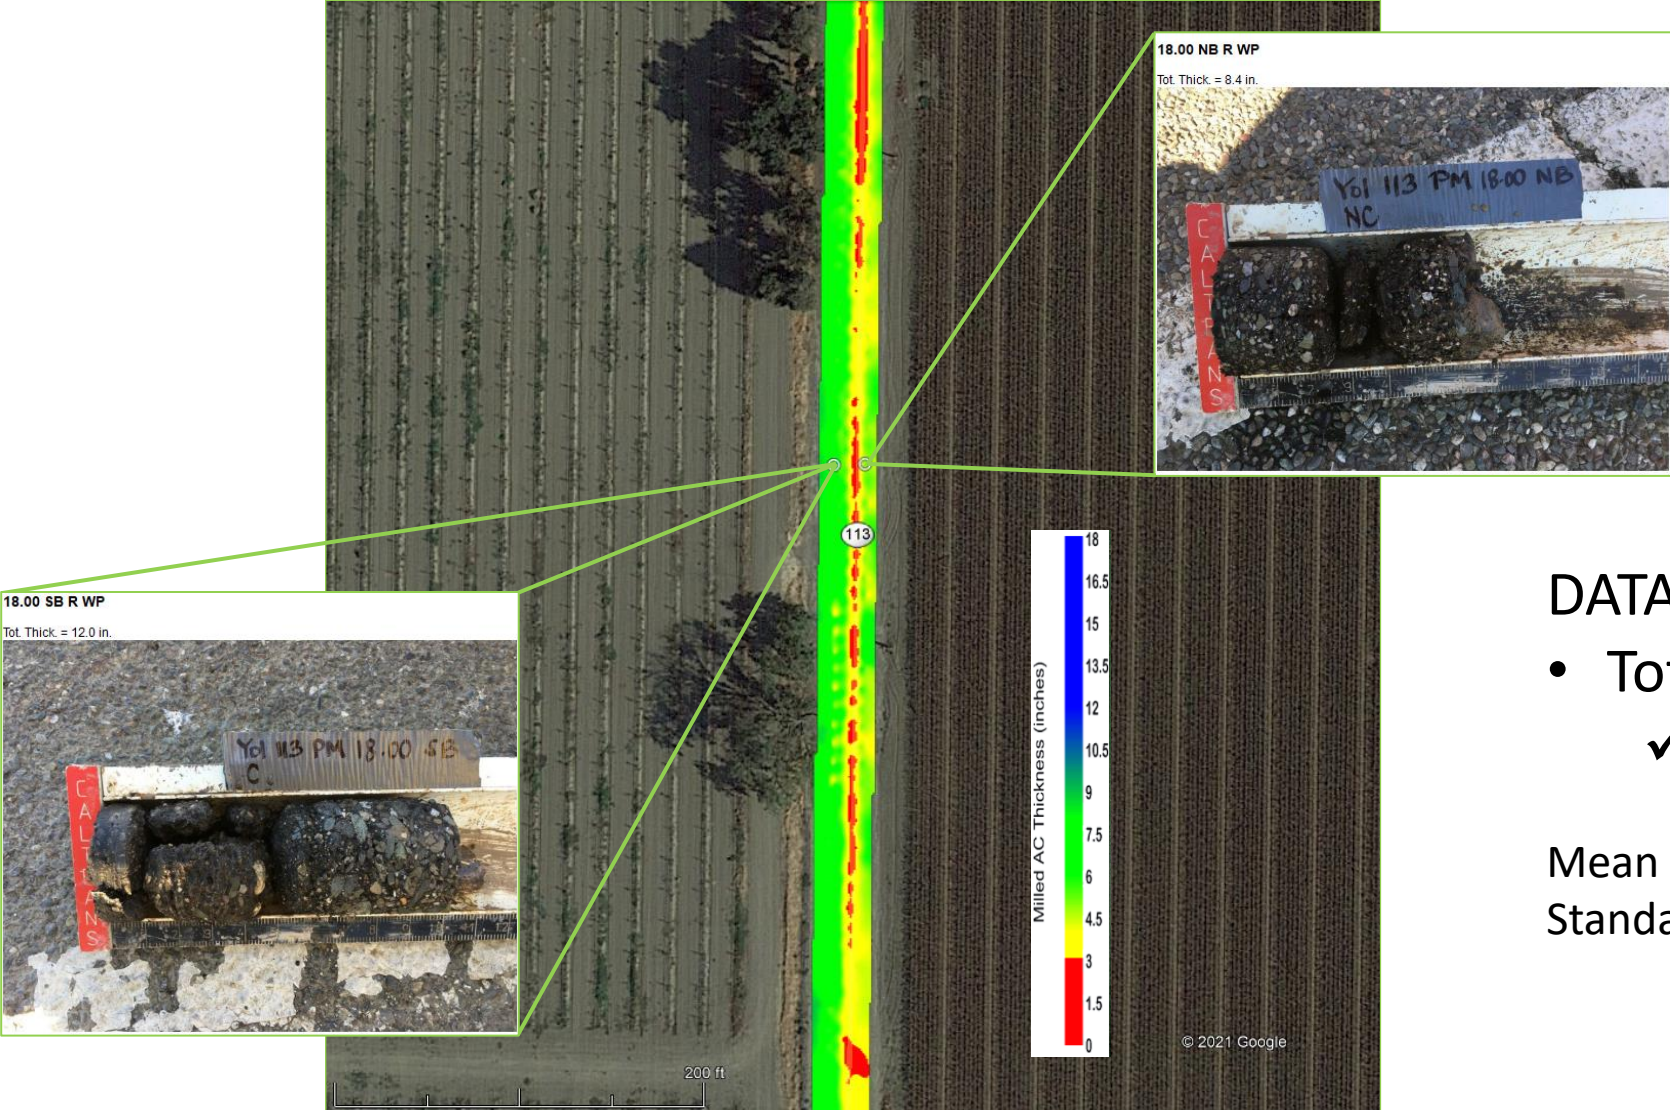 18.00 NB R WP
Tot. Thick. = 8.4 in.
Yol 113 PM 18.00 NB
NC
CALTRANS
113
18.00 SB R WP
Tot. Thick. = 12.0 in.
Yol 113 PM 18.00 SB
C
CALTRANS
Milled AC Thickness (inches)
18
16.5
15
13.5
12
10.5
9
7.5
6
4.5
3
1.5
0
DATA
•
✓
Mean
© 2021 Google
200 ft